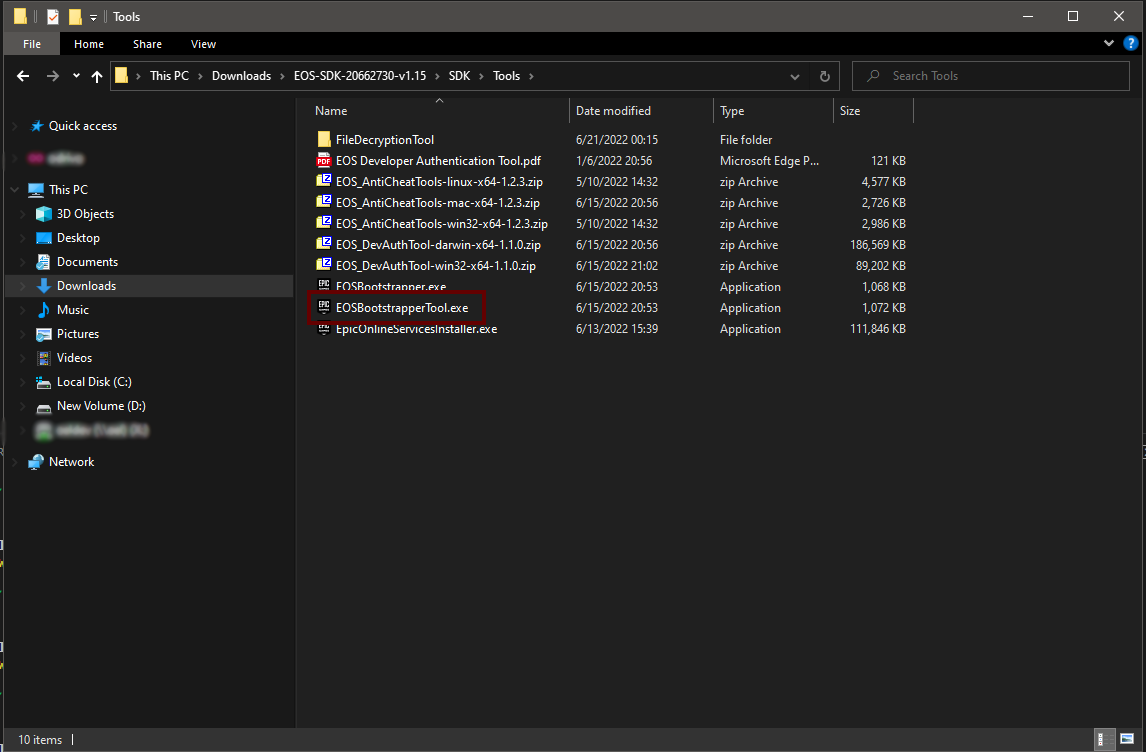 Tools
File Home Share View
This PC Downloads EOS-SDK-20662730-v1.15 SDK Tools
Search Tools
Name Date modified Type Size
Quick access
This PC
3D Objects
Desktop
Documents
Downloads
Music
Pictures
Videos
Local Disk (C:)
New Volume (D:)
Network
FileDecryptionTool 6/21/2022 00:15 File folder
PDF EOS Developer Authentication Tool.pdf 1/6/2022 20:56 Microsoft Edge P... 121 KB
EOS_AntiCheatTools-linux-x64-1.2.3.zip 5/10/2022 14:32 zip Archive 4,577 KB
EOS_AntiCheatTools-mac-x64-1.2.3.zip 6/15/2022 20:56 zip Archive 2,726 KB
EOS_AntiCheatTools-win32-x64-1.2.3.zip 5/10/2022 14:32 zip Archive 2,986 KB
EOS_DevAuthTool-darwin-x64-1.1.0.zip 6/15/2022 20:56 zip Archive 186,569 KB
EOS_DevAuthTool-win32-x64-1.1.0.zip 6/15/2022 21:02 zip Archive 89,202 KB
EPIC EOSBootstrapper.exe 6/15/2022 20:53 Application 1,068 KB
EPIC EOSBootstrapperTool.exe 6/15/2022 20:53 Application 1,072 KB
EPIC EpicOnlineServicesInstaller.exe 6/13/2022 15:39 Application 111,846 KB
10 items